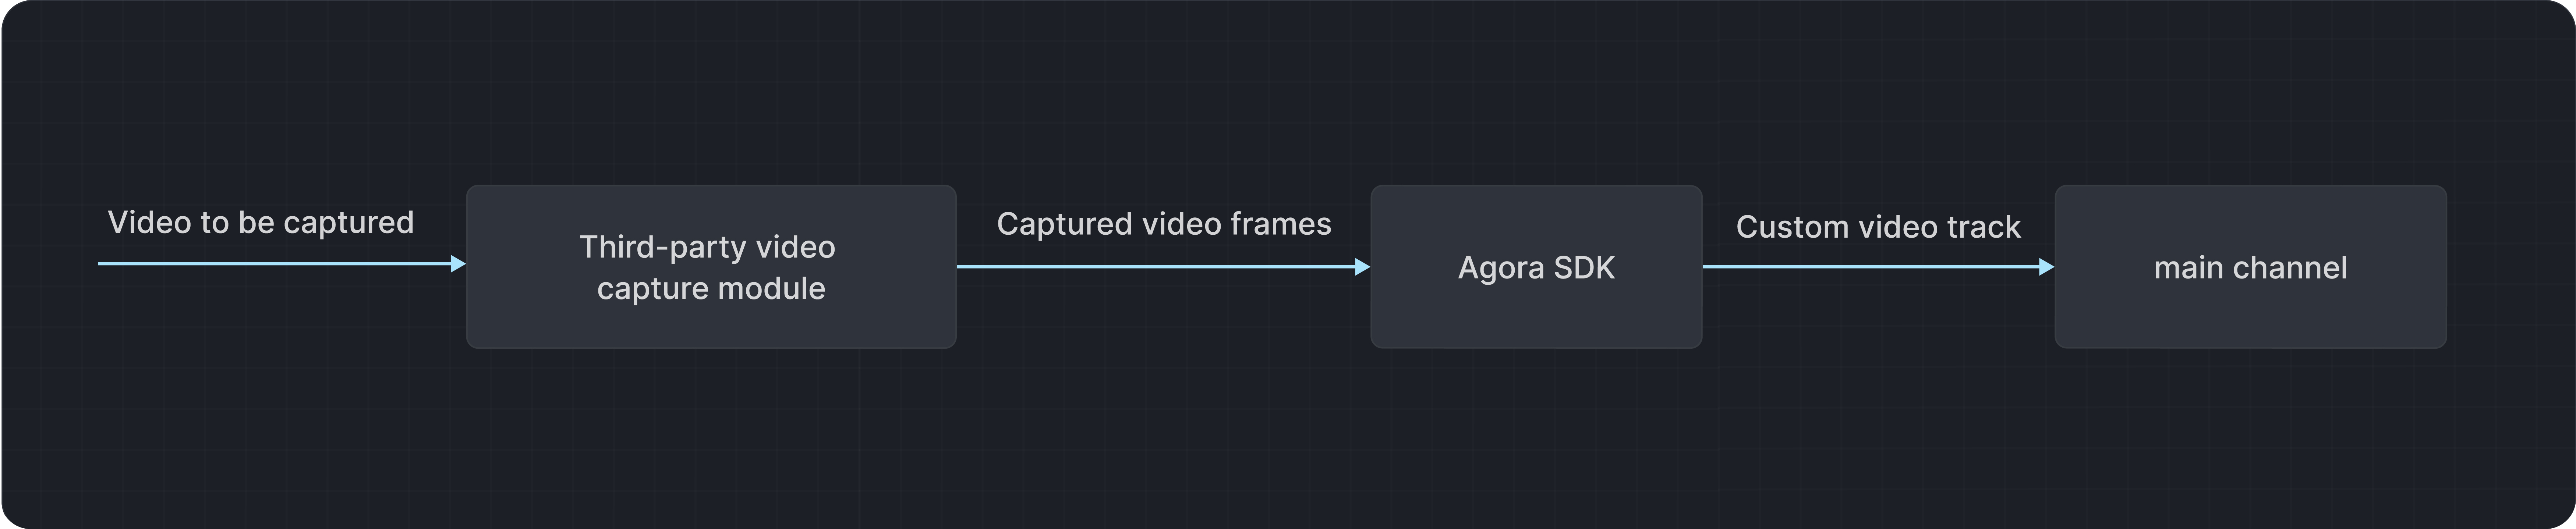 Video to be captured
Third-party video
capture module
Captured video frames
Agora SDK
Custom video track
main channel